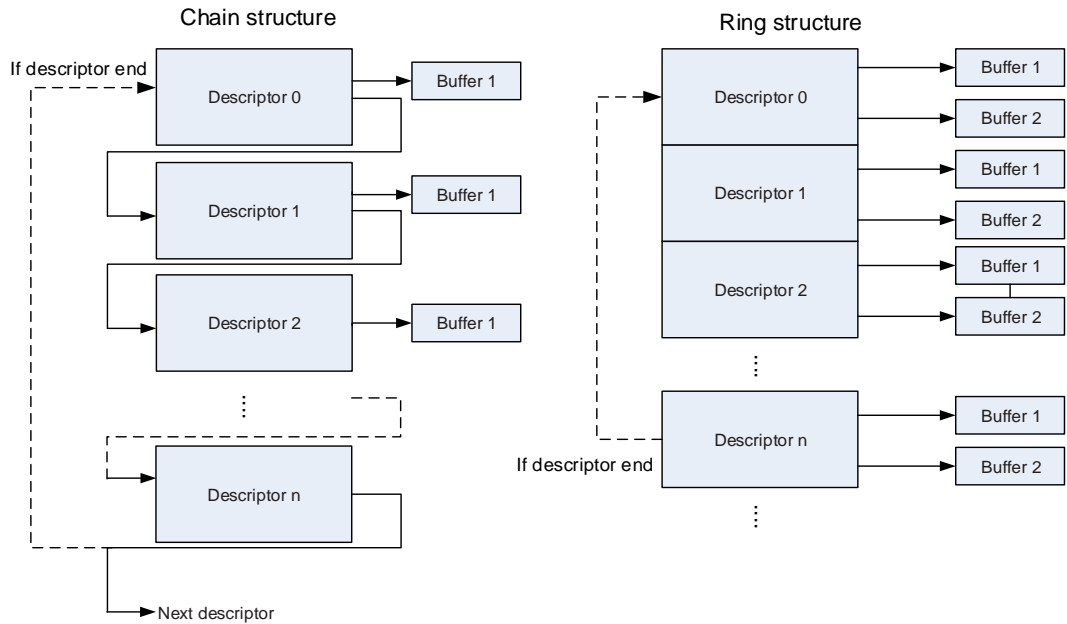 Chain structure
If descriptor end
Descriptor 0
Buffer 1
Descriptor 1
Buffer 1
Descriptor 2
Buffer 1
Descriptor n
Next descriptor
Ring structure
Descriptor 0
Buffer 1
Buffer 2
Descriptor 1
Buffer 1
Buffer 2
Descriptor 2
Buffer 1
Buffer 2
Descriptor n
Buffer 1
Buffer 2
If descriptor end